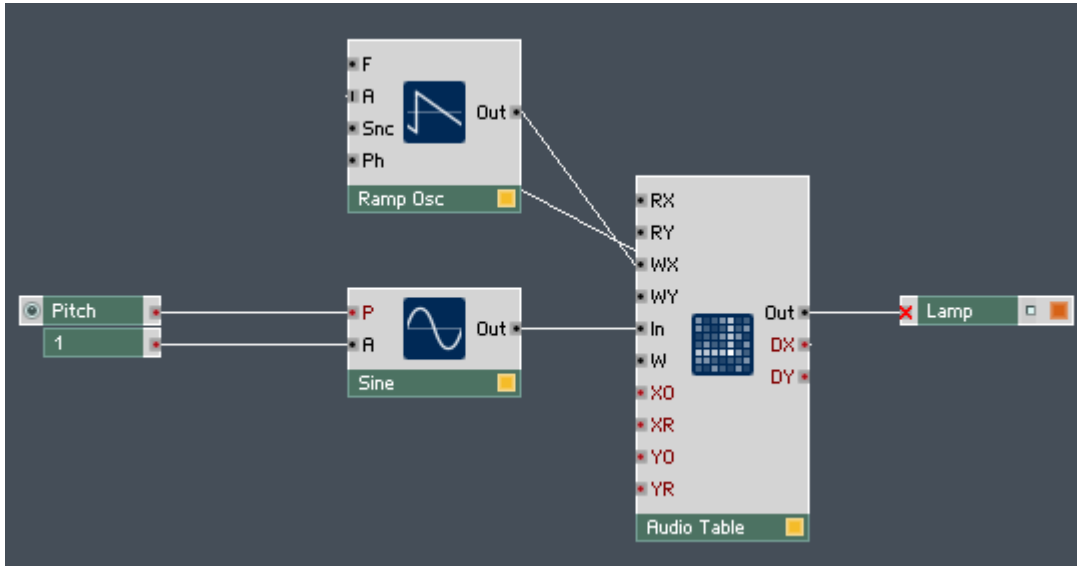 F
A
Snc
Ph
Out
Ramp Osc
Pitch
1
P
A
Out
Sine
RX
RY
WX
WY
In
W
XO
XR
YO
YR
Out
DX
DY
Audio Table
Lamp